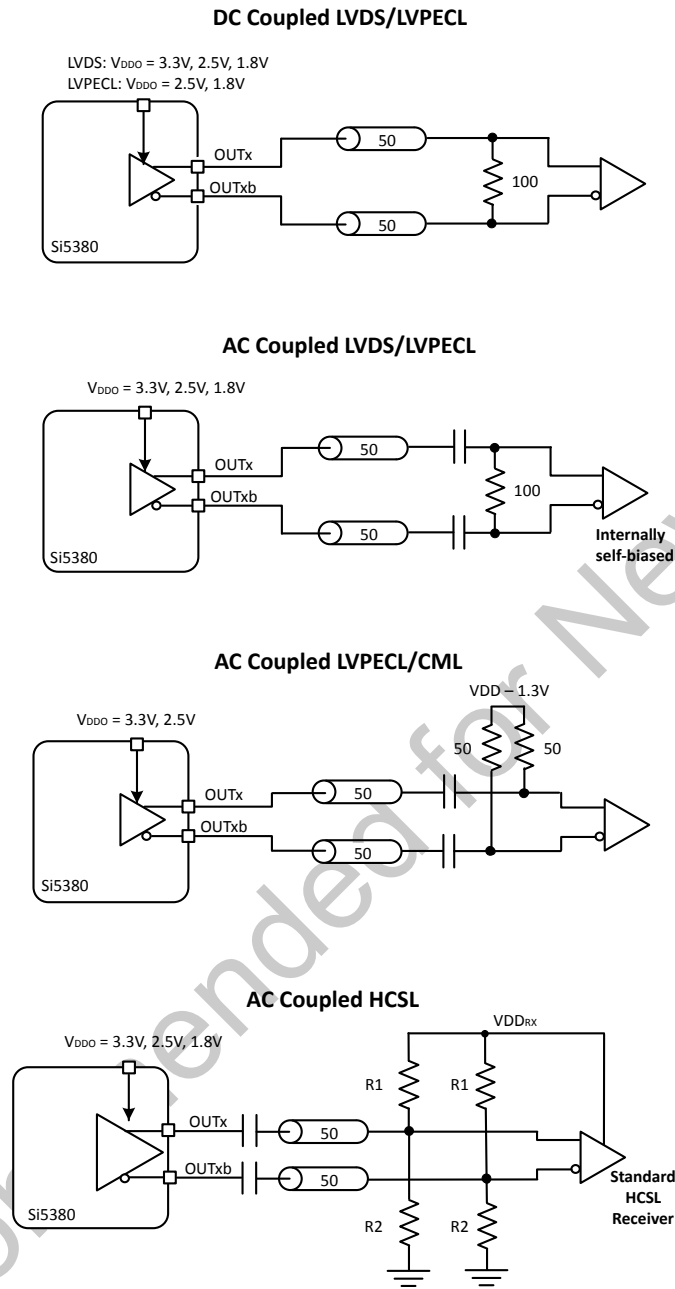 DC Coupled LVDS/LVPECL
LVDS: VDDO = 3.3V, 2.5V, 1.8V
LVPECL: VDDO = 2.5V, 1.8V
OUTx
50
OUTxb
50
100
Si5380
AC Coupled LVDS/LVPECL
VDDO = 3.3V, 2.5V, 1.8V
OUTx
50
OUTxb
50
100
Internally
self-biased
Si5380
AC Coupled LVPECL/CML
VDD – 1.3V
VDDO = 3.3V, 2.5V
50
50
OUTx
50
OUTxb
50
Si5380
AC Coupled HCSL
VDDRX
VDDO = 3.3V, 2.5V, 1.8V
R1
R1
OUTx
50
OUTxb
50
Standard
HCSL
Receiver
R2
R2
Si5380
ended for Ne